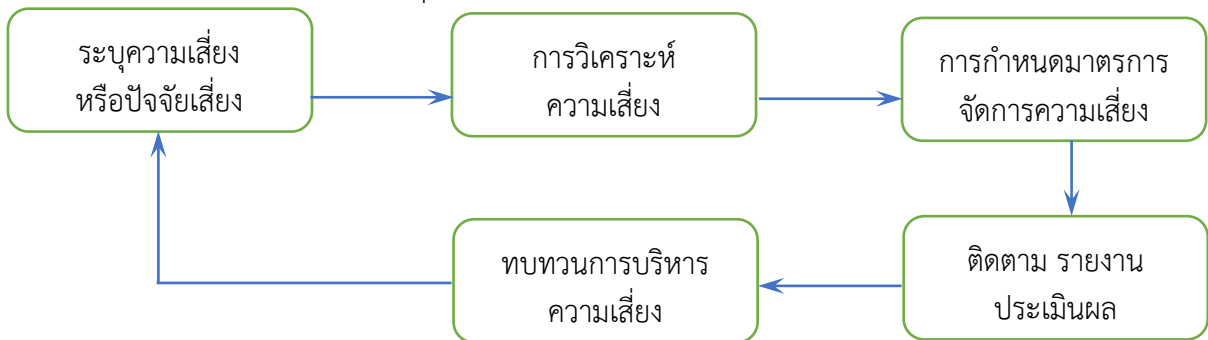 ระบุความเสี่ยง
หรือปัจจัยเสี่ยง
การวิเคราะห์
ความเสี่ยง
การกำหนดมาตรการ
จัดการความเสี่ยง
ติดตาม รายงาน
ประเมินผล
ทบทวนการบริหาร
ความเสี่ยง